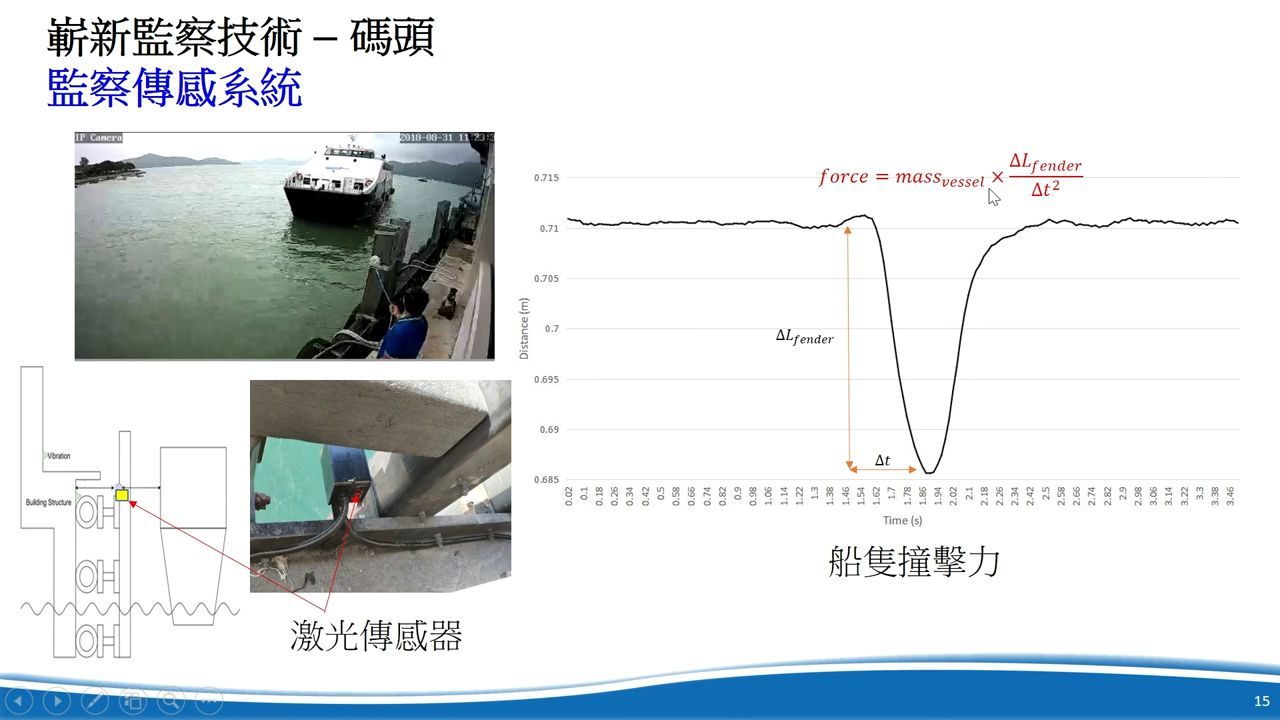 嶄新監察技術 – 碼頭
監察傳感系統
IP Camera
2018-08-31 11:23:
force = mass_vessel × ΔL_fender / Δt²
0.715
0.71
0.705
0.7
0.695
0.69
0.685
Distance (m)
ΔL_fender
Δt
0.02 0.1 0.18 0.26 0.34 0.42 0.5 0.58 0.66 0.74 0.82 0.9 0.98 1.06 1.14 1.22 1.3 1.38 1.46 1.54 1.62 1.7 1.78 1.86 1.94 2.02 2.1 2.18 2.26 2.34 2.42 2.5 2.58 2.66 2.74 2.82 2.9 2.98 3.06 3.14 3.22 3.3 3.38 3.46
Time (s)
船隻撞擊力
Vibration
Building Structure
激光傳感器
15